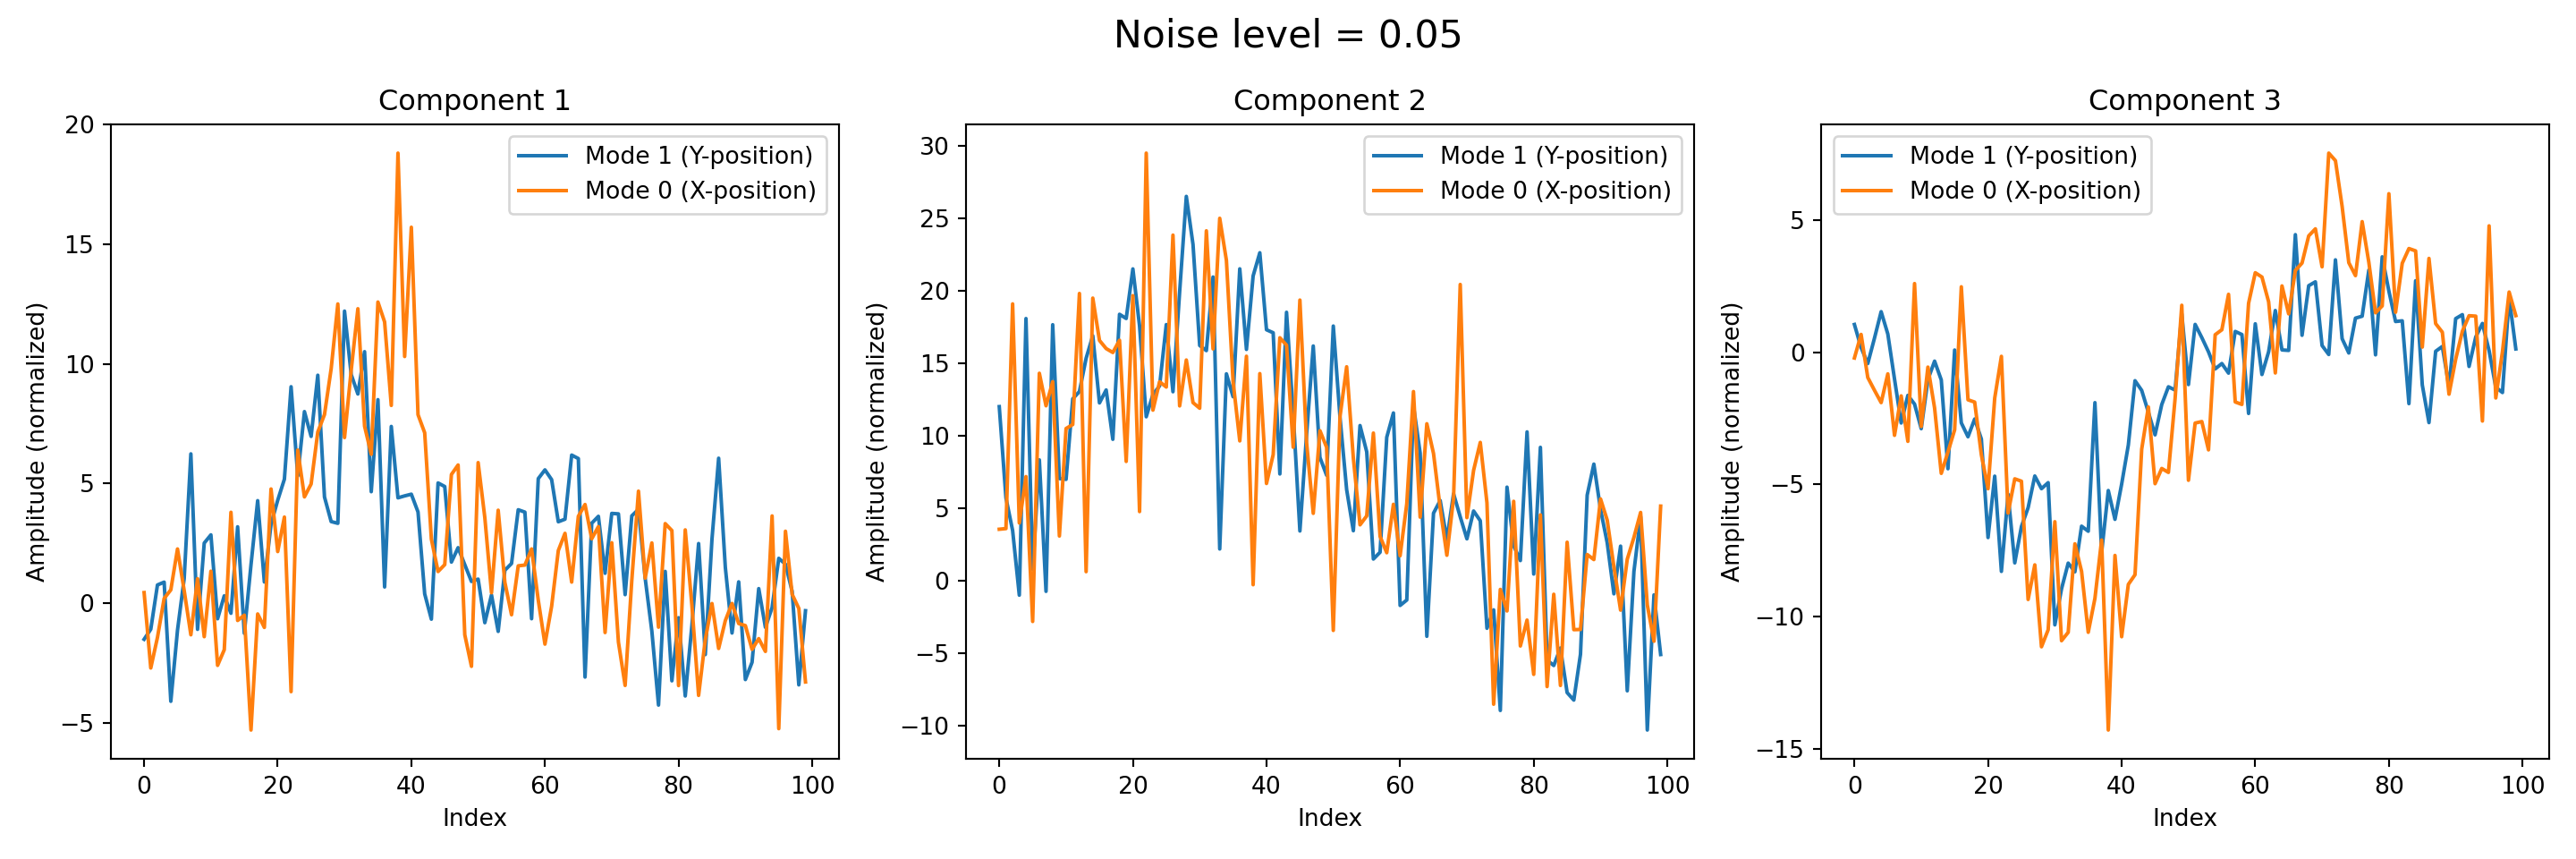 Noise level = 0.05
Component 1
Amplitude (normalized)
20
15
10
5
0
−5
0 20 40 60 80 100
Index
Mode 1 (Y-position)
Mode 0 (X-position)
Component 2
Amplitude (normalized)
30
25
20
15
10
5
0
−5
−10
0 20 40 60 80 100
Index
Mode 1 (Y-position)
Mode 0 (X-position)
Component 3
Amplitude (normalized)
5
0
−5
−10
−15
0 20 40 60 80 100
Index
Mode 1 (Y-position)
Mode 0 (X-position)